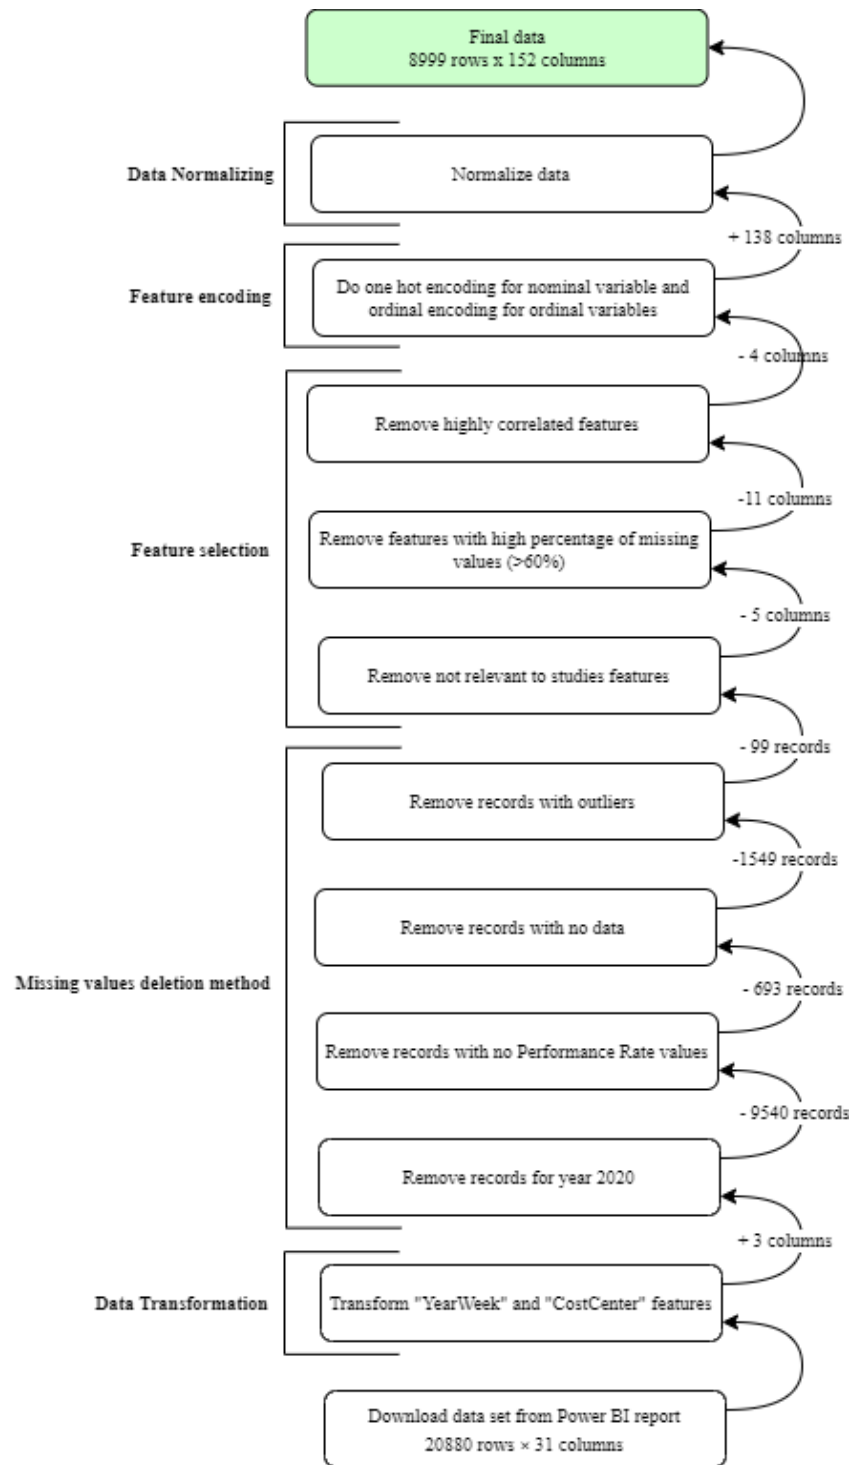 Final data
8999 rows x 152 columns
Data Normalizing
Normalize data
+ 138 columns
Feature encoding
Do one hot encoding for nominal variable and
ordinal encoding for ordinal variables
- 4 columns
Remove highly correlated features
-11 columns
Feature selection
Remove features with high percentage of missing
values (>60%)
- 5 columns
Remove not relevant to studies features
- 99 records
Remove records with outliers
-1549 records
Remove records with no data
Missing values deletion method
- 693 records
Remove records with no Performance Rate values
- 9540 records
Remove records for year 2020
+ 3 columns
Data Transformation
Transform "YearWeek" and "CostCenter" features
Download data set from Power BI report
20880 rows × 31 columns